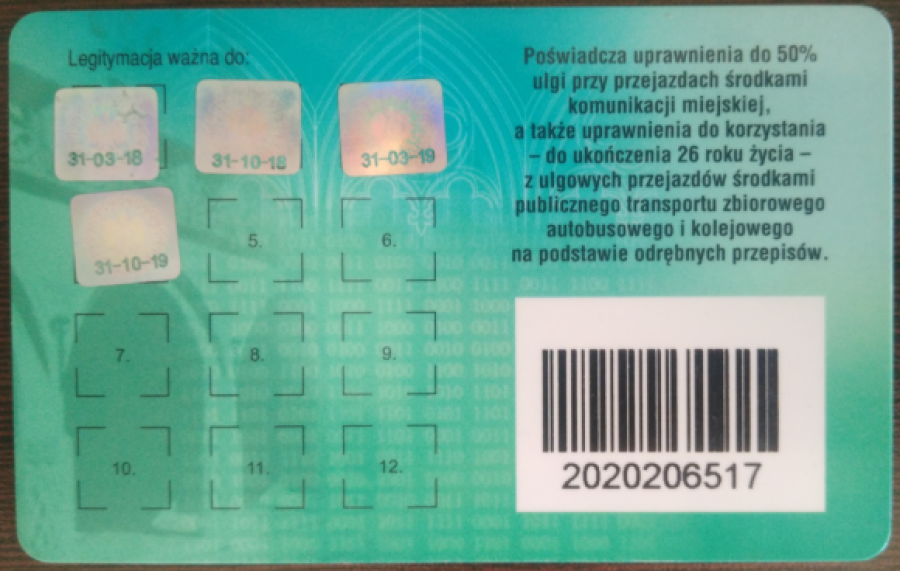 Legitymacja ważna do:
31-03-18
31-10-18
31-03-19
31-10-19
5.
6.
7.
8.
9.
10.
11.
12.
Poświadcza uprawnienia do 50%
ulgi przy przejazdach środkami
komunikacji miejskiej,
a także uprawnienia do korzystania
– do ukończenia 26 roku życia –
z ulgowych przejazdów środkami
publicznego transportu zbiorowego
autobusowego i kolejowego
na podstawie odrębnych przepisów.
2020206517